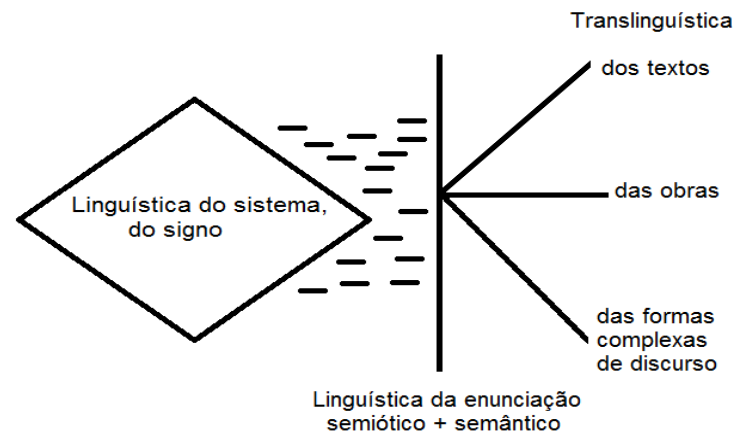 Translinguística
dos textos
Linguística do sistema,
do signo
das obras
das formas
complexas
de discurso
Linguística da enunciação
semiótico + semântico